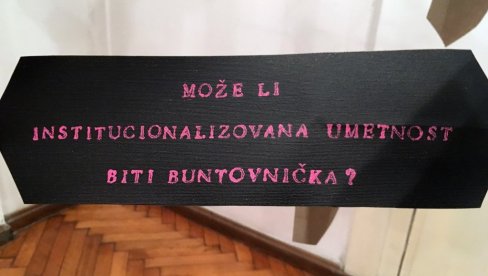 MOŽE LI
INSTITUCIONALIZOVANA UMETNOST
BITI BUNTOVNIČKA?